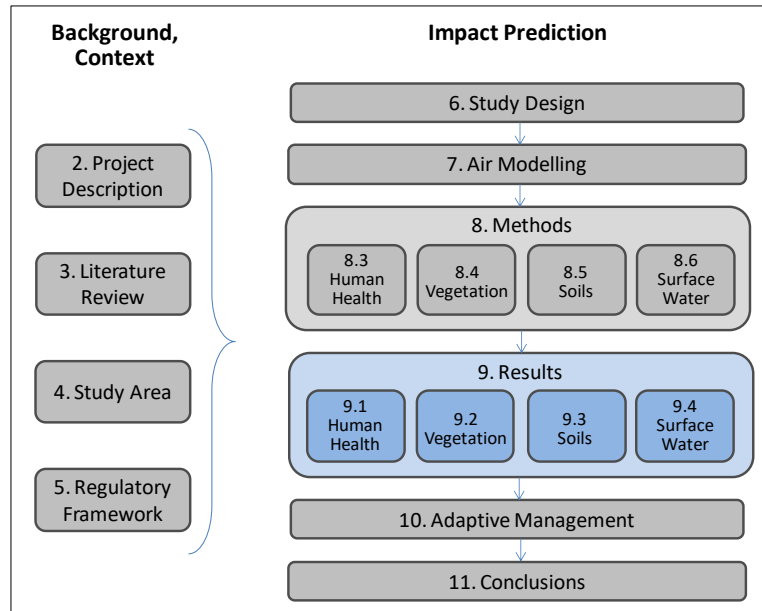 Background,
Context
2. Project
Description
3. Literature
Review
4. Study Area
5. Regulatory
Framework
Impact Prediction
6. Study Design
7. Air Modelling
8. Methods
8.3
Human
Health
8.4
Vegetation
8.5
Soils
8.6
Surface
Water
9. Results
9.1
Human
Health
9.2
Vegetation
9.3
Soils
9.4
Surface
Water
10. Adaptive Management
11. Conclusions